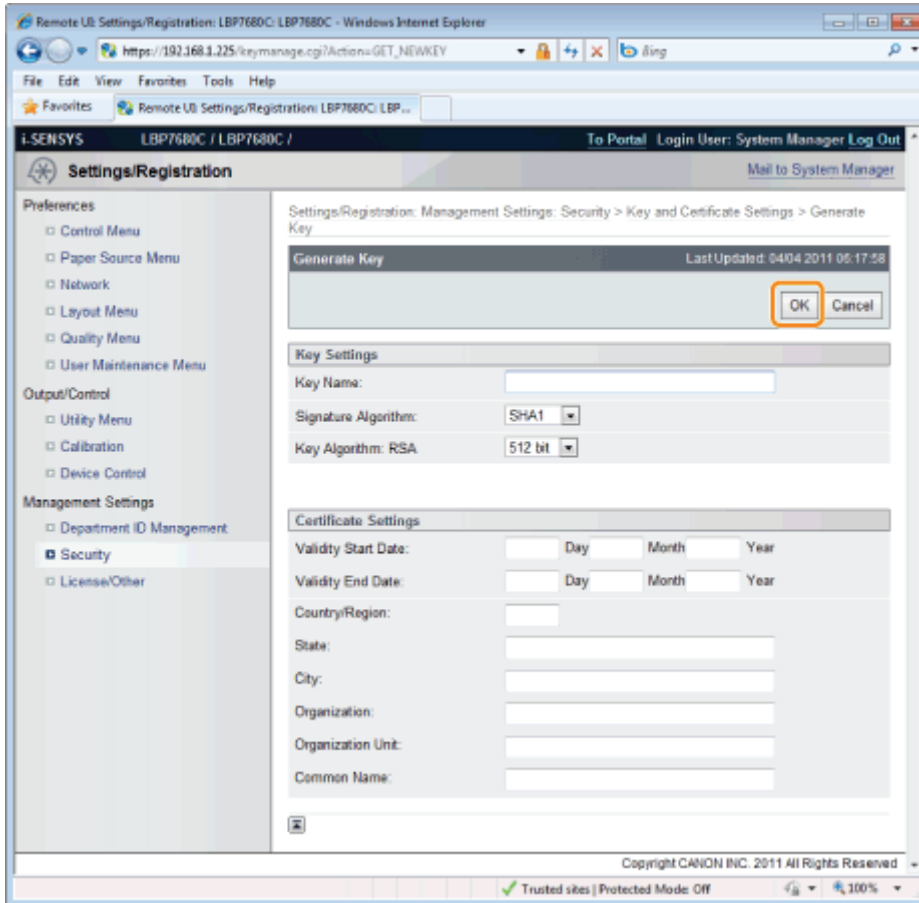 Remote UI: Settings/Registration: LBP7680C: LBP7680C - Windows Internet Explorer
https://192.168.1.225/keymanage.cgi?Action=GET_NEWKEY
Bing
File Edit View Favorites Tools Help
Favorites
Remote UI: Settings/Registration: LBP7680C: LBP...
i-SENSYS LBP7680C / LBP7680C / To Portal Login User: System Manager Log Out
Settings/Registration Mail to System Manager
Preferences
Control Menu
Paper Source Menu
Network
Layout Menu
Quality Menu
User Maintenance Menu
Output/Control
Utility Menu
Calibration
Device Control
Management Settings
Department ID Management
Security
License/Other
Settings/Registration: Management Settings: Security > Key and Certificate Settings > Generate
Key
Generate Key Last Updated: 04/04 2011 06:17:58
OK Cancel
Key Settings
Key Name:
Signature Algorithm: SHA1
Key Algorithm: RSA 512 bit
Certificate Settings
Validity Start Date: Day Month Year
Validity End Date: Day Month Year
Country/Region:
State:
City:
Organization:
Organization Unit:
Common Name:
Copyright CANON INC. 2011 All Rights Reserved
Trusted sites | Protected Mode: Off 100%